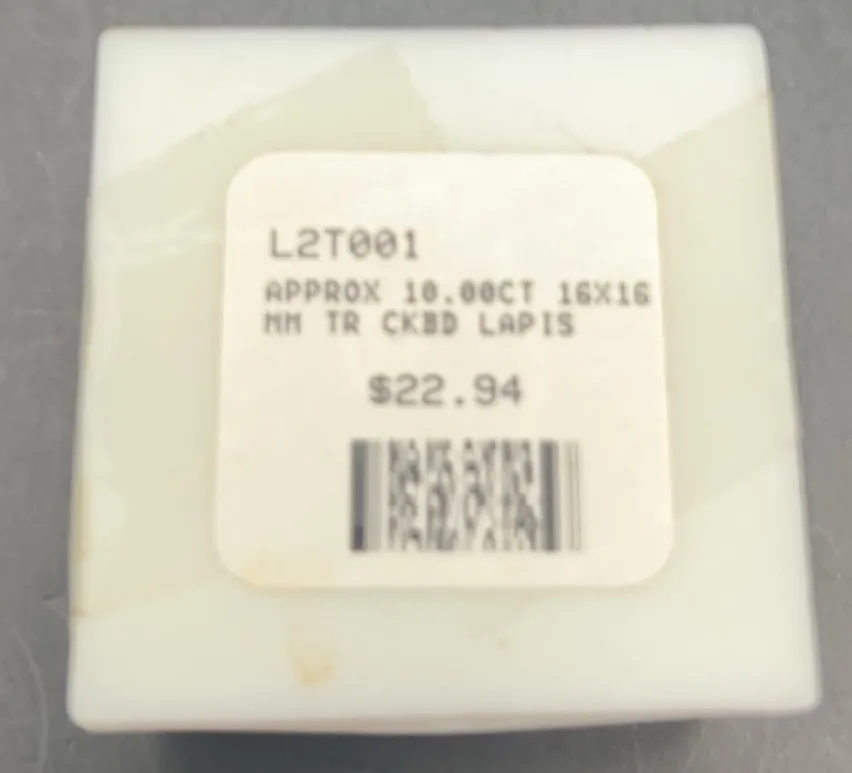 L2T001
APPROX 10.00CT 16X16
MM TR CKBD LAPIS
$22.94